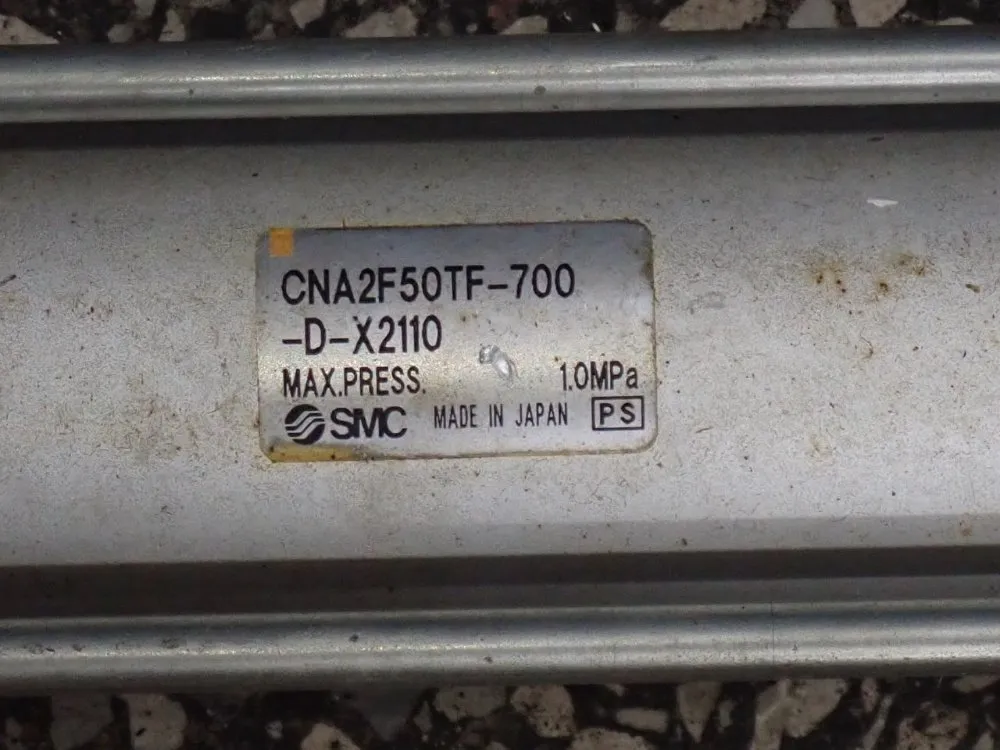 CNA2F50TF-700
-D-X2110
MAX.PRESS. 1.0MPa
SMC MADE IN JAPAN PS